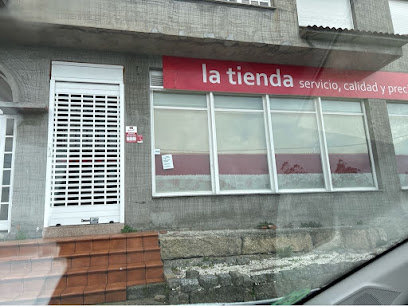 la tienda servicio, calidad y prec